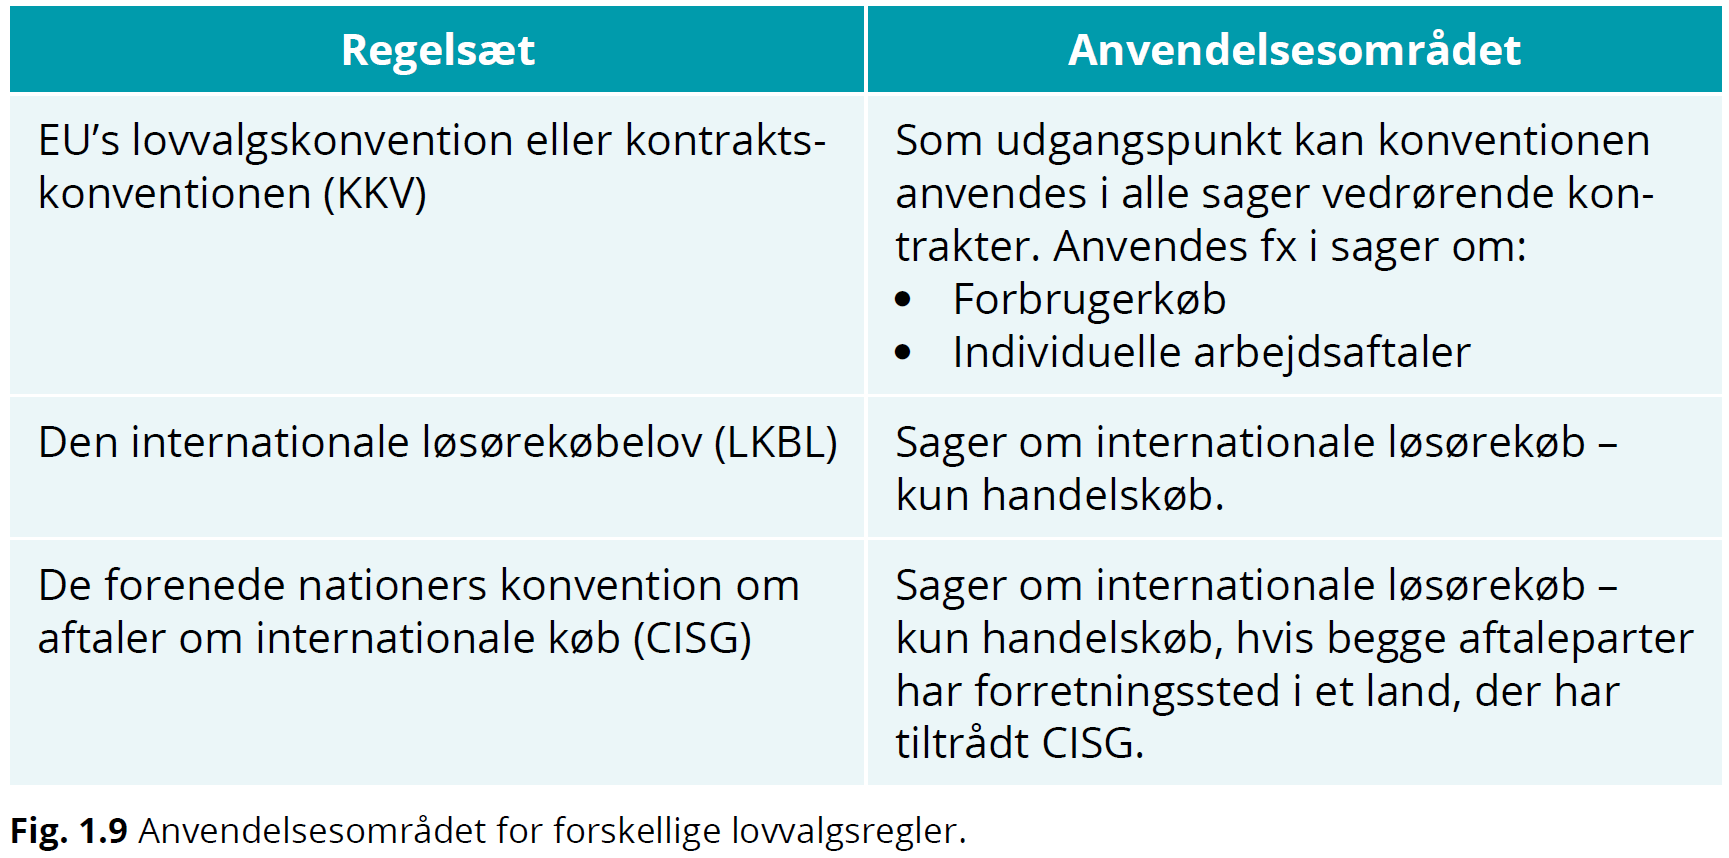 Regelsæt
Anvendelsesområdet
EU’s lovvalgskonvention eller kontrakts-
konventionen (KKV)
Som udgangspunkt kan konventionen
anvendes i alle sager vedrørende kon-
trakter. Anvendes fx i sager om:
• Forbrugerkøb
• Individuelle arbejdsaftaler
Den internationale løsørekøbelov (LKBL)
Sager om internationale løsørekøb –
kun handelskøb.
De forenede nationers konvention om
aftaler om internationale køb (CISG)
Sager om internationale løsørekøb –
kun handelskøb, hvis begge aftaleparter
har forretningssted i et land, der har
tiltrådt CISG.
Fig. 1.9 Anvendelsesområdet for forskellige lovvalgsregler.